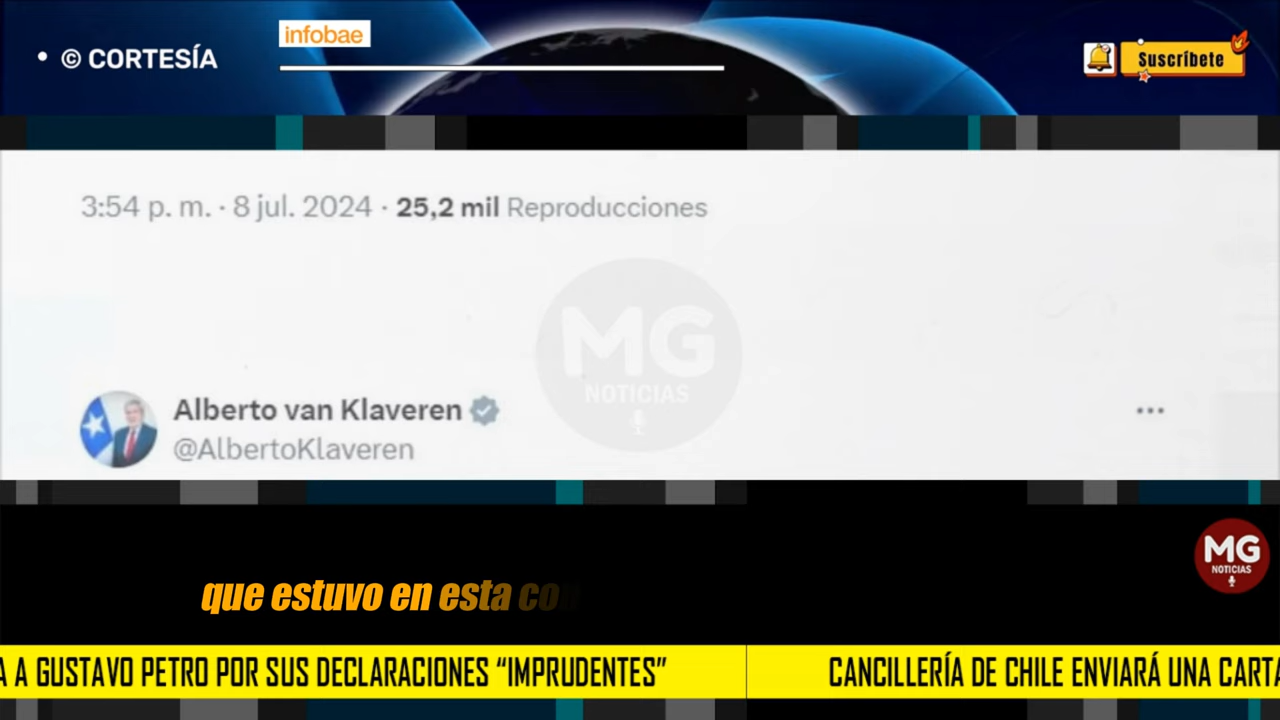 infobae
• © CORTESÍA
Suscríbete
3:54 p. m. · 8 jul. 2024 · 25,2 mil Reproducciones
MG
NOTICIAS
Alberto van Klaveren
@AlbertoKlaveren
MG
NOTICIAS
que estuvo en esta
A A GUSTAVO PETRO POR SUS DECLARACIONES “IMPRUDENTES” CANCILLERÍA DE CHILE ENVIARÁ UNA CARTA